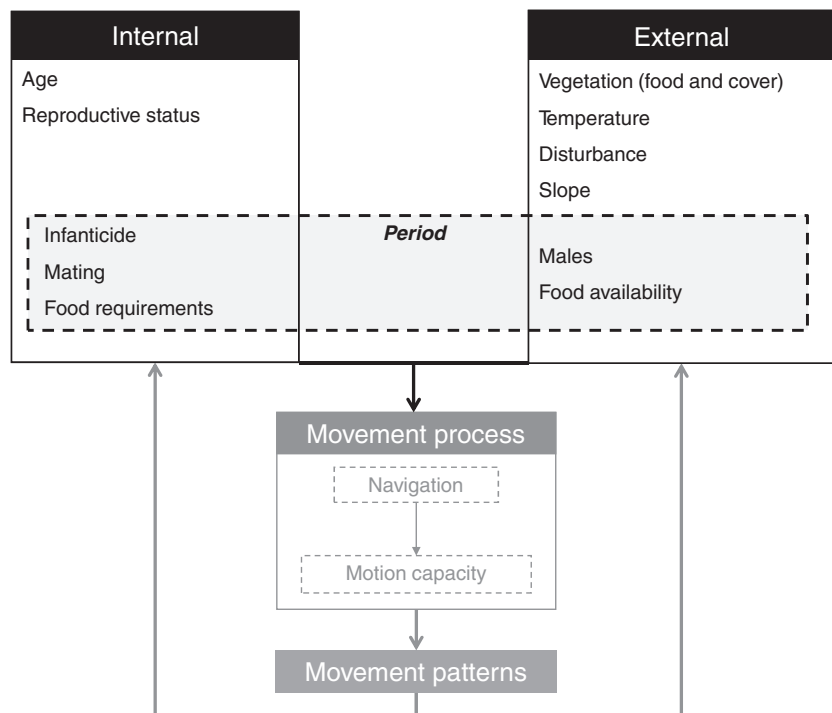 Internal
Age
Reproductive status
Infanticide
Mating
Food requirements
Period
External
Vegetation (food and cover)
Temperature
Disturbance
Slope
Males
Food availability
Movement process
Navigation
Motion capacity
Movement patterns